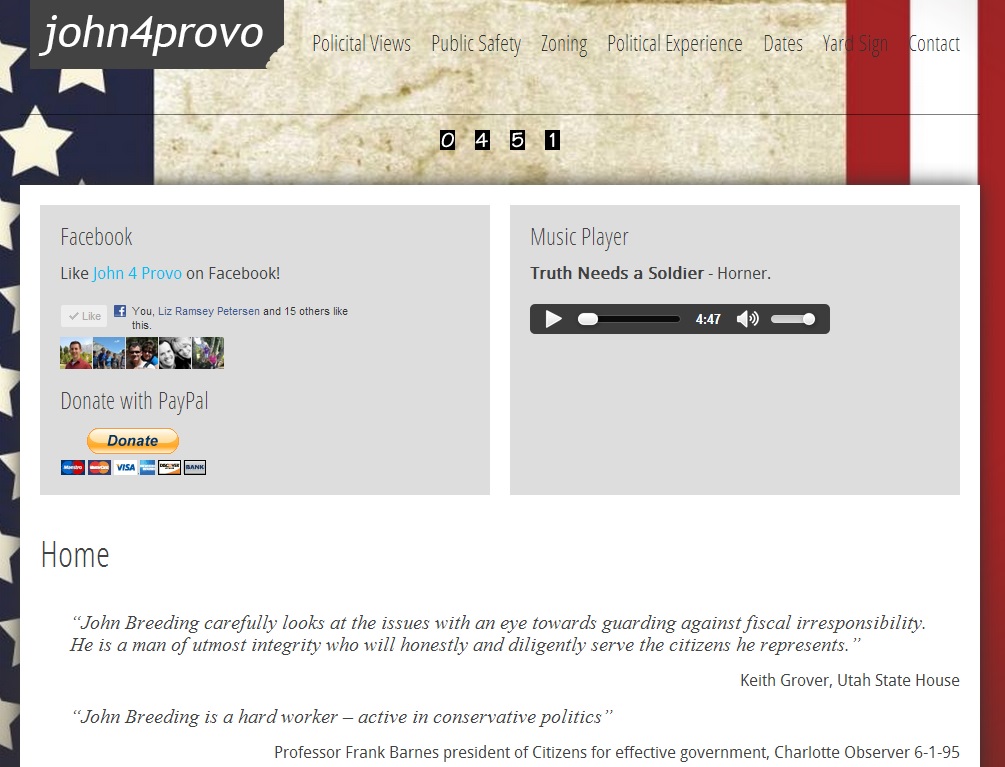 john4provo
Policital Views Public Safety Zoning Political Experience Dates Yard Sign Contact
0 4 5 1
Facebook
Like John 4 Provo on Facebook!
Like
You, Liz Ramsey Petersen and 15 others like
this.
Donate with PayPal
Donate
Maestro MasterCard VISA DISCOVER BANK
Music Player
Truth Needs a Soldier - Horner.
4:47
Home
“John Breeding carefully looks at the issues with an eye towards guarding against fiscal irresponsibility.
He is a man of utmost integrity who will honestly and diligently serve the citizens he represents.”
Keith Grover, Utah State House
“John Breeding is a hard worker – active in conservative politics”
Professor Frank Barnes president of Citizens for effective government, Charlotte Observer 6-1-95